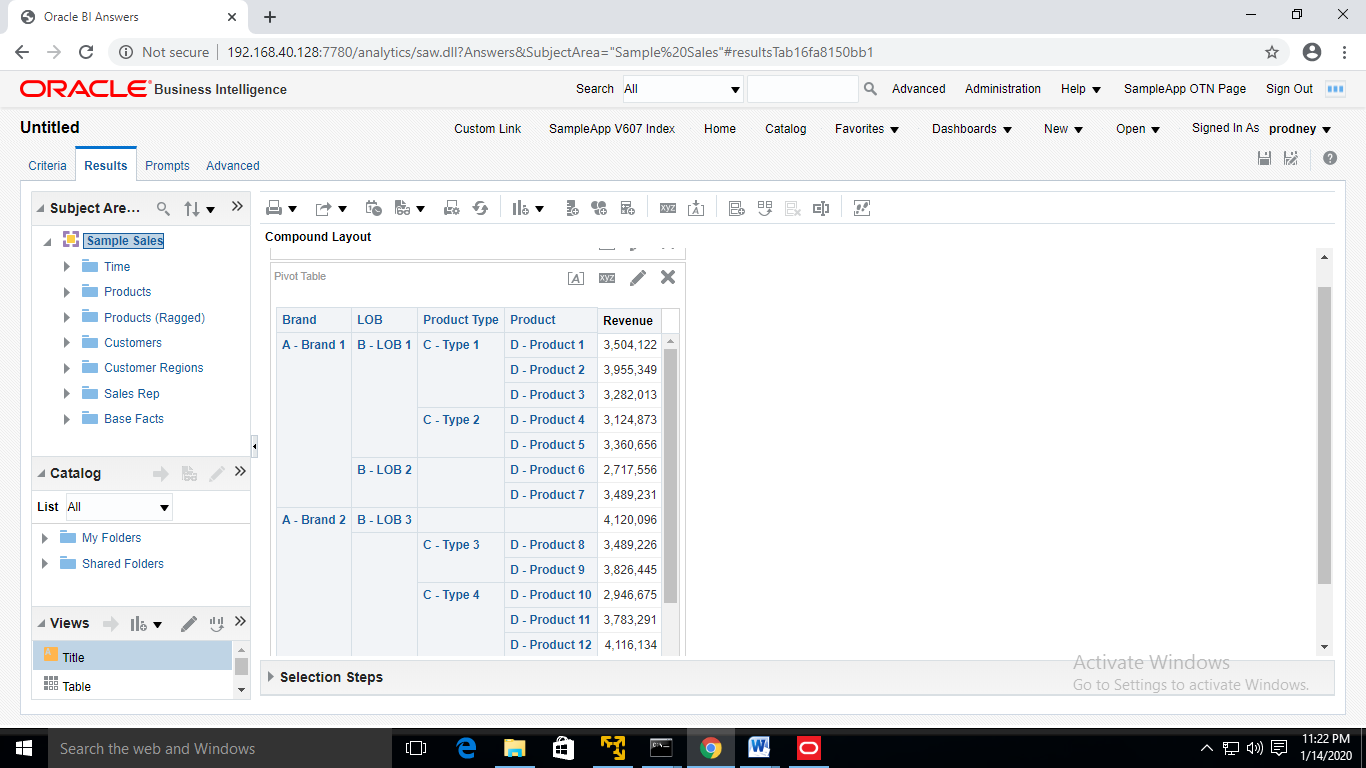 Oracle BI Answers
Not secure 192.168.40.128:7780/analytics/saw.dll?Answers&SubjectArea="Sample%20Sales"#resultsTab16fa8150bb1
ORACLE Business Intelligence
Search All Advanced Administration Help SampleApp OTN Page Sign Out
Untitled
Custom Link SampleApp V607 Index Home Catalog Favorites Dashboards New Open Signed In As prodney
Criteria Results Prompts Advanced
Subject Are...
Sample Sales
Time
Products
Products (Ragged)
Customers
Customer Regions
Sales Rep
Base Facts
Catalog
List All
My Folders
Shared Folders
Views
Title
Table
Compound Layout
Pivot Table
Brand LOB Product Type Product Revenue
A - Brand 1 B - LOB 1 C - Type 1 D - Product 1 3,504,122
D - Product 2 3,955,349
D - Product 3 3,282,013
C - Type 2 D - Product 4 3,124,873
D - Product 5 3,360,656
B - LOB 2 D - Product 6 2,717,556
D - Product 7 3,489,231
A - Brand 2 B - LOB 3 4,120,096
C - Type 3 D - Product 8 3,489,226
D - Product 9 3,826,445
C - Type 4 D - Product 10 2,946,675
D - Product 11 3,783,291
D - Product 12 4,116,134
Selection Steps
Activate Windows
Go to Settings to activate Windows.
Search the web and Windows
11:22 PM
1/14/2020